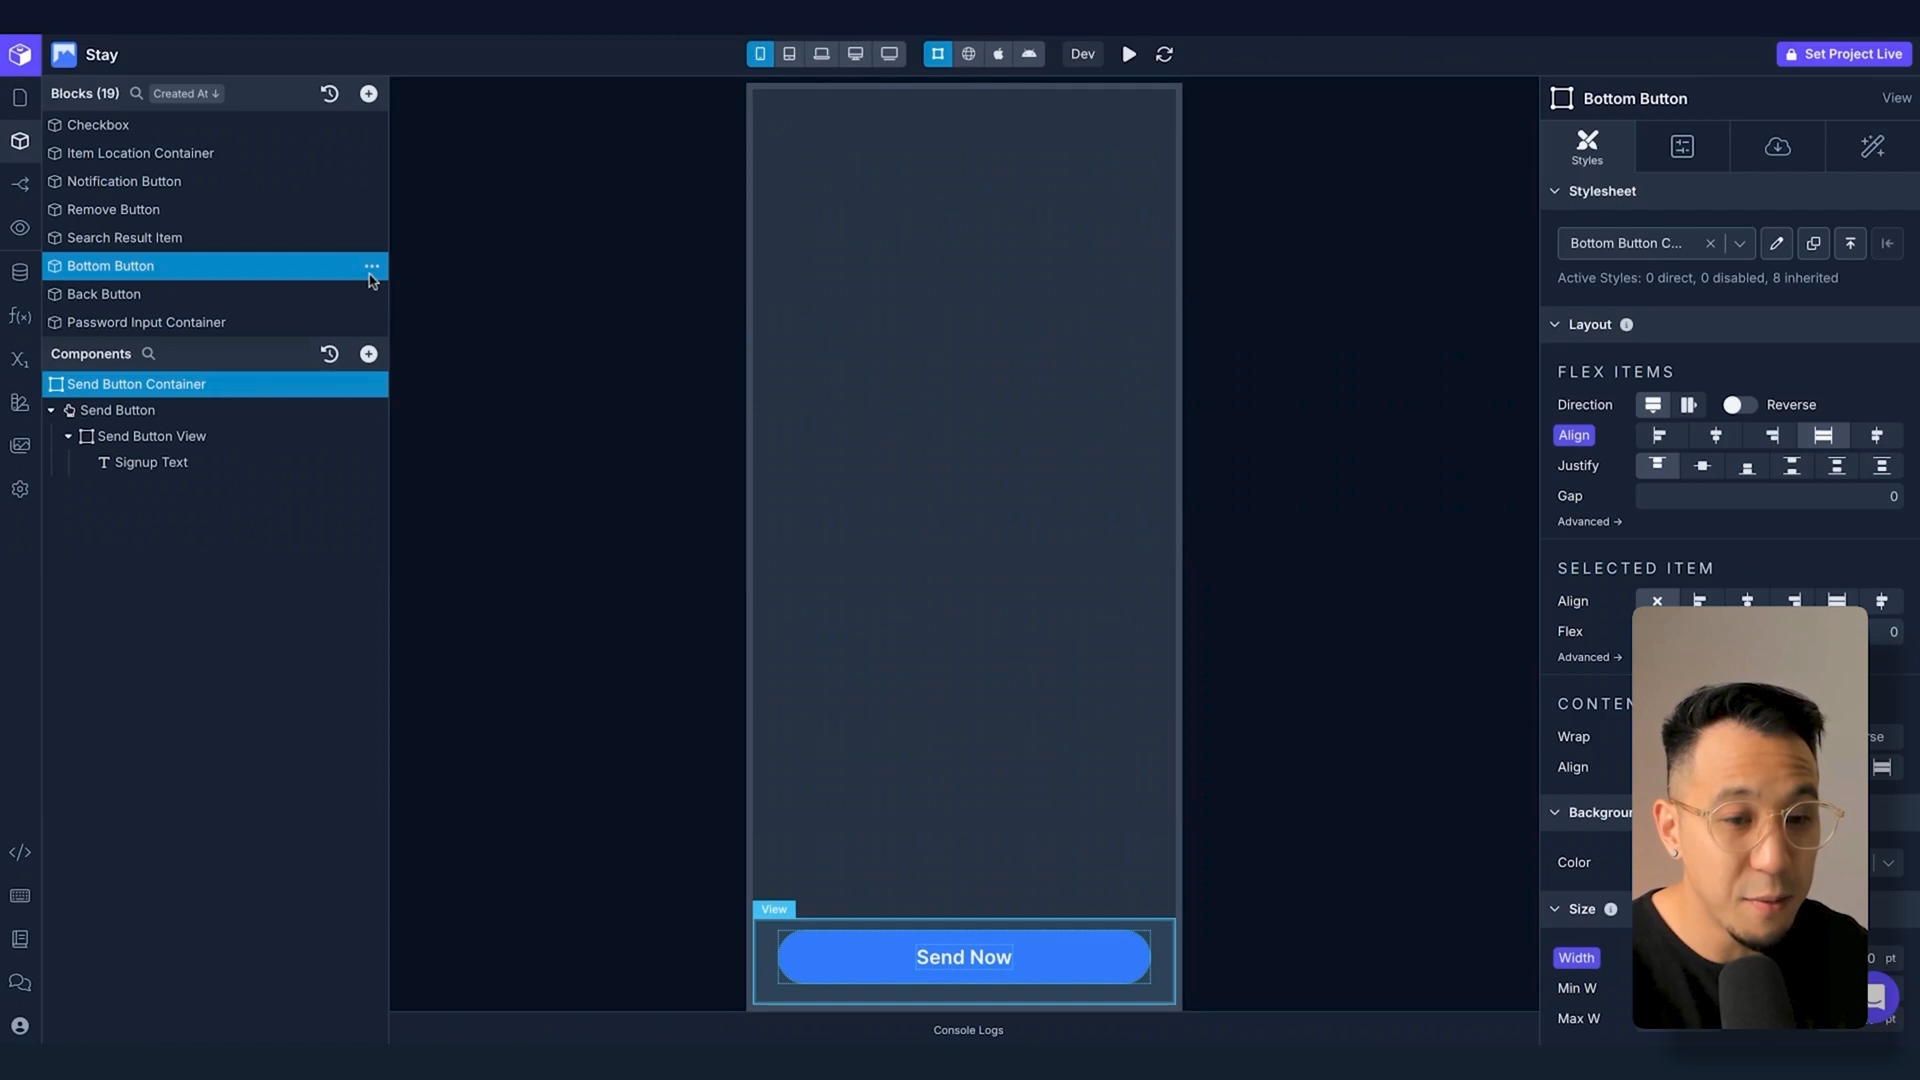 Stay
Dev
Set Project Live
Blocks (19)
Created At ↓
Checkbox
Item Location Container
Notification Button
Remove Button
Search Result Item
Bottom Button
Back Button
Password Input Container
Components
Send Button Container
Send Button
Send Button View
Signup Text
f(x)
X1
View
Send Now
Console Logs
Bottom Button
View
Styles
Stylesheet
Bottom Button C...
Active Styles: 0 direct, 0 disabled, 8 inherited
Layout
FLEX ITEMS
Direction
Reverse
Align
Justify
Gap
0
Advanced →
SELECTED ITEM
Align
Flex
0
Advanced →
Wrap
Align
Color
Size
Width
0 pt
Min W
Max W
pt